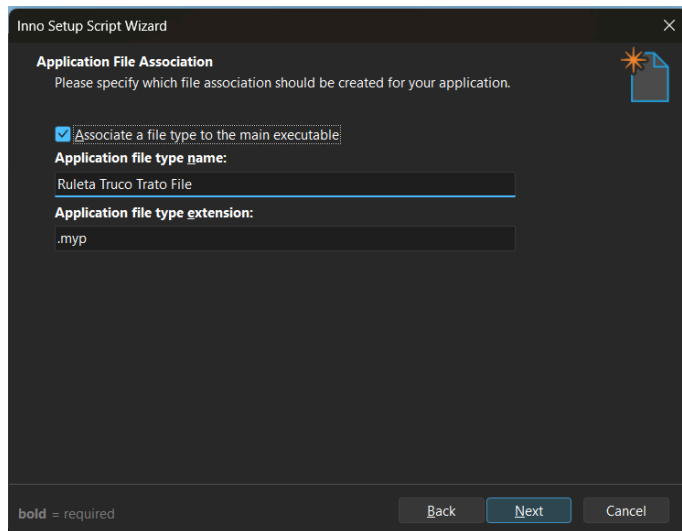 Inno Setup Script Wizard
Application File Association
Please specify which file association should be created for your application.
Associate a file type to the main executable
Application file type name:
Ruleta Truco Trato File
Application file type extension:
.myp
bold = required
Back
Next
Cancel